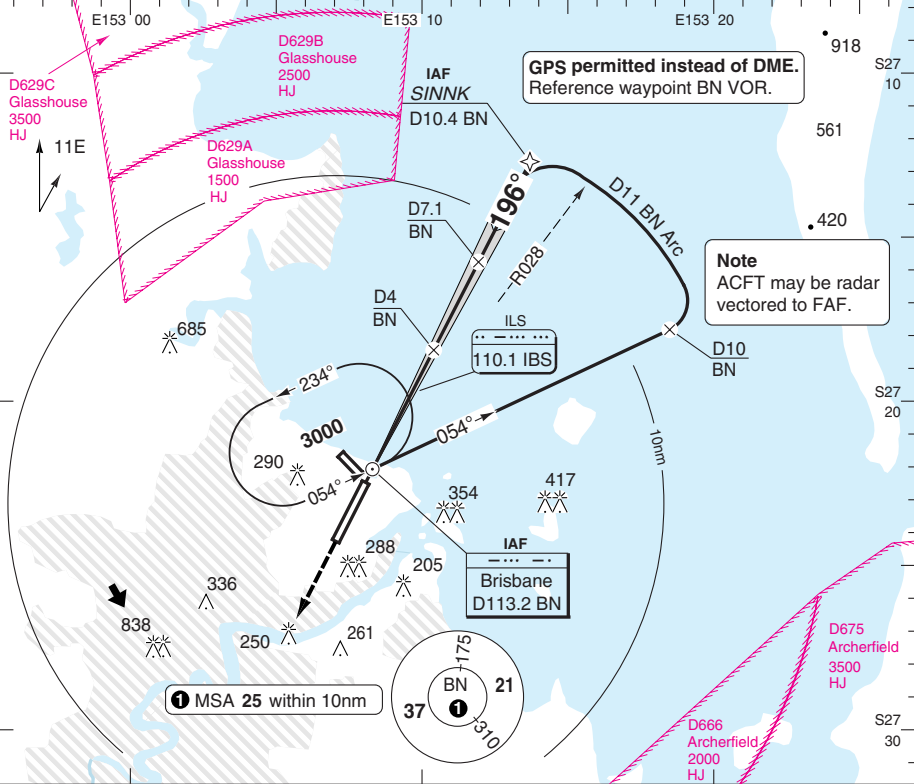 E153 00
E153 10
E153 20
918
S27
10
D629B
Glasshouse
2500
HJ
D629C
Glasshouse
3500
HJ
IAF
SINNK
D10.4 BN
GPS permitted instead of DME.
Reference waypoint BN VOR.
11E
D629A
Glasshouse
1500
HJ
561
196°
D11 BN Arc
D7.1
BN
R028
420
Note
ACFT may be radar
vectored to FAF.
D4
BN
685
ILS
110.1 IBS
D10
BN
234°
S27
20
3000
054°
10nm
290
054°
354
417
288
205
IAF
Brisbane
D113.2 BN
336
838
250
261
D675
Archerfield
3500
HJ
1 MSA 25 within 10nm
175
BN
21
37
1
310
D666
Archerfield
2000
HJ
S27
30